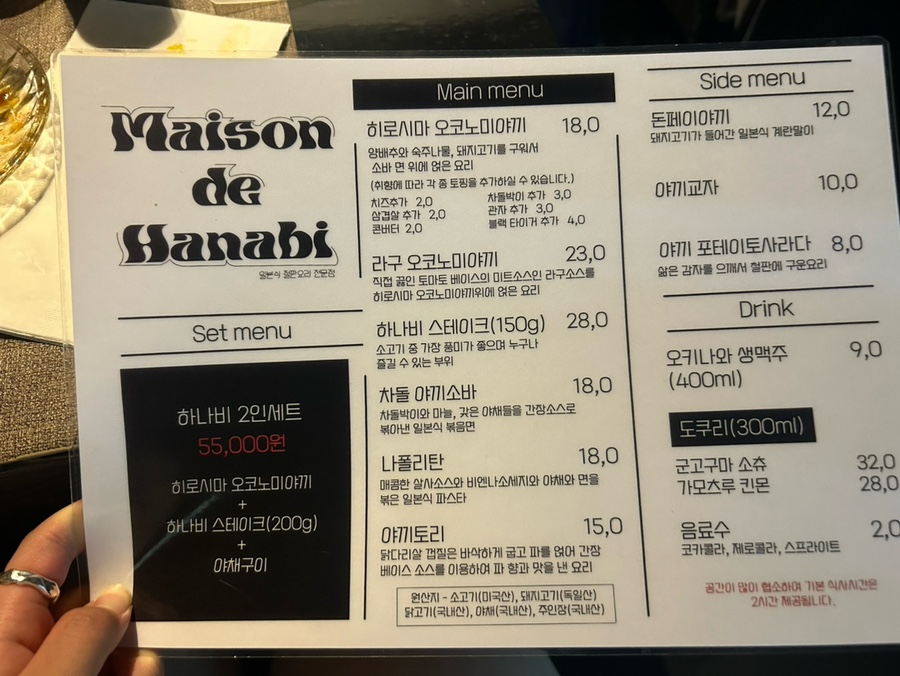 Maison
de
Hanabi
일본식 철판요리 전문점
Set menu
하나비 2인세트
55,000원
히로시마 오코노미야끼
+
하나비 스테이크(200g)
+
야채구이
Main menu
히로시마 오코노미야끼 18,0
양배추와 숙주나물, 돼지고기를 구워서
소바 면 위에 얹은 요리
(취향에 따라 각 종 토핑을 추가하실 수 있습니다.)
치즈추가 2,0 차돌박이 추가 3,0
삼겹살 추가 2,0 관자 추가 3,0
콘버터 2,0 블랙 타이거 추가 4,0
라구 오코노미야끼 23,0
직접 끓인 토마토 베이스의 미트소스인 라구소스를
히로시마 오코노미야끼위에 얹은 요리
하나비 스테이크(150g) 28,0
소고기 중 가장 풍미가 좋으며 누구나
즐길 수 있는 부위
차돌 야끼소바 18,0
차돌박이와 마늘, 갖은 야채들을 간장소스로
볶아낸 일본식 볶음면
나폴리탄 18,0
매콤한 살사소스와 비엔나소세지와 야채와 면을
볶은 일본식 파스타
야끼토리 15,0
닭다리살 껍질은 바삭하게 굽고 파를 얹어 간장
베이스 소스를 이용하여 파 향과 맛을 낸 요리
원산지 - 소고기(미국산), 돼지고기(독일산)
닭고기(국내산), 야채(국내산), 주인장(국내산)
Side menu
돈페이야끼 12,0
돼지고기가 들어간 일본식 계란말이
야끼교자 10,0
야끼 포테이토사라다 8,0
삶은 감자를 으깨서 철판에 구운요리
Drink
오키나와 생맥주 9,0
(400ml)
도쿠리(300ml)
군고구마 소츄 32,0
가모츠루 킨몬 28,0
음료수 2,0
코카콜라, 제로콜라, 스프라이트
공간이 많이 협소하여 기본 식사시간은
2시간 제공됩니다.